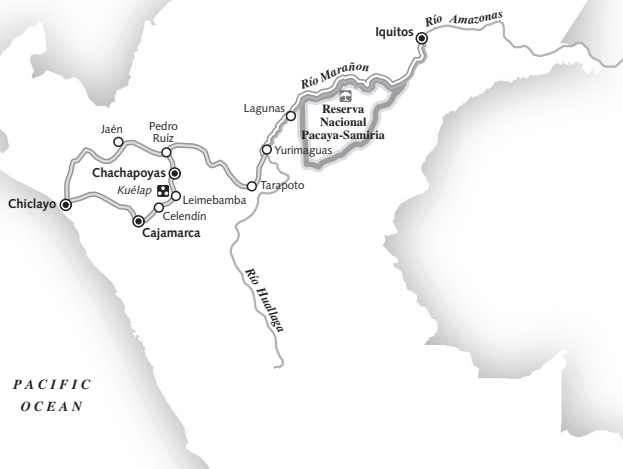 Iquitos
Río Amazonas
Río Marañon
Lagunas
Reserva
Nacional
Pacaya-Samiria
Jaén
Pedro
Ruíz
Yurimaguas
Chachapoyas
Kuélap
Tarapoto
Leimebamba
Chiclayo
Celendín
Cajamarca
Río Huallaga
PACIFIC
OCEAN